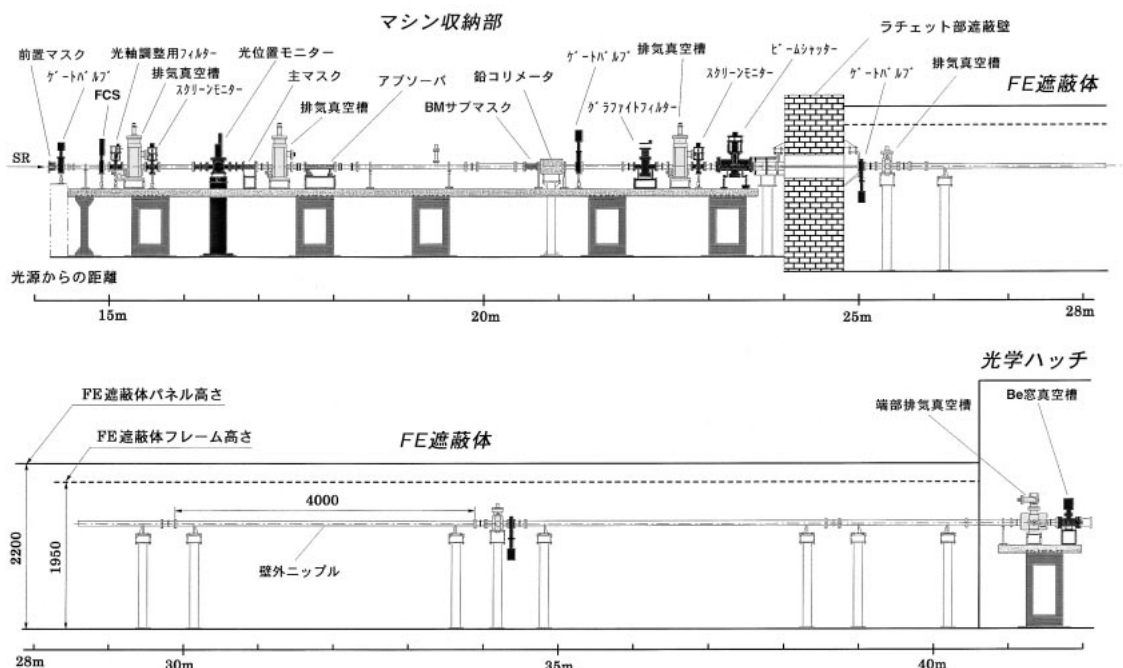 マシン収納部
ラチェット部遮蔽壁
前置マスク
光軸調整用フィルター
光位置モニター
排気真空槽
ビームシャッター
ゲートバルブ
排気真空槽
主マスク
アブソーバ
鉛コリメータ
ゲートバルブ
スクリーンモニター
ゲートバルブ
排気真空槽
FCS
スクリーンモニター
排気真空槽
BMサブマスク
グラファイトフィルター
FE遮蔽体
SR
光源からの距離
15m
20m
25m
28m
光学ハッチ
FE遮蔽体パネル高さ
端部排気真空槽
Be窓真空槽
FE遮蔽体フレーム高さ
FE遮蔽体
4000
2200
1950
壁外ニップル
28m
30m
35m
40m